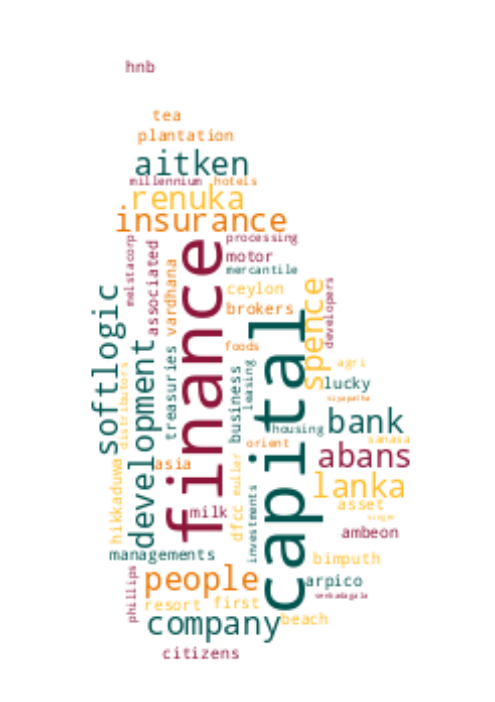 hnb
tea
plantation
aitken
millennium
hotels
renuka
insurance
processing
melstacorp
associated
vardhana
finance
motor
mercantile
ceylon
brokers
spence
developers
softlogic
distributors
development
treasuries
foods
business
leasing
capital
agri
lucky
siyapatha
housing
bank
orient
sanasa
abans
asia
hikkaduwa
milk
dfcc
muller
investments
lanka
asset
singer
ambeon
managements
bimputh
phillips
people
arpico
senkadagala
resort
first
company
beach
citizens